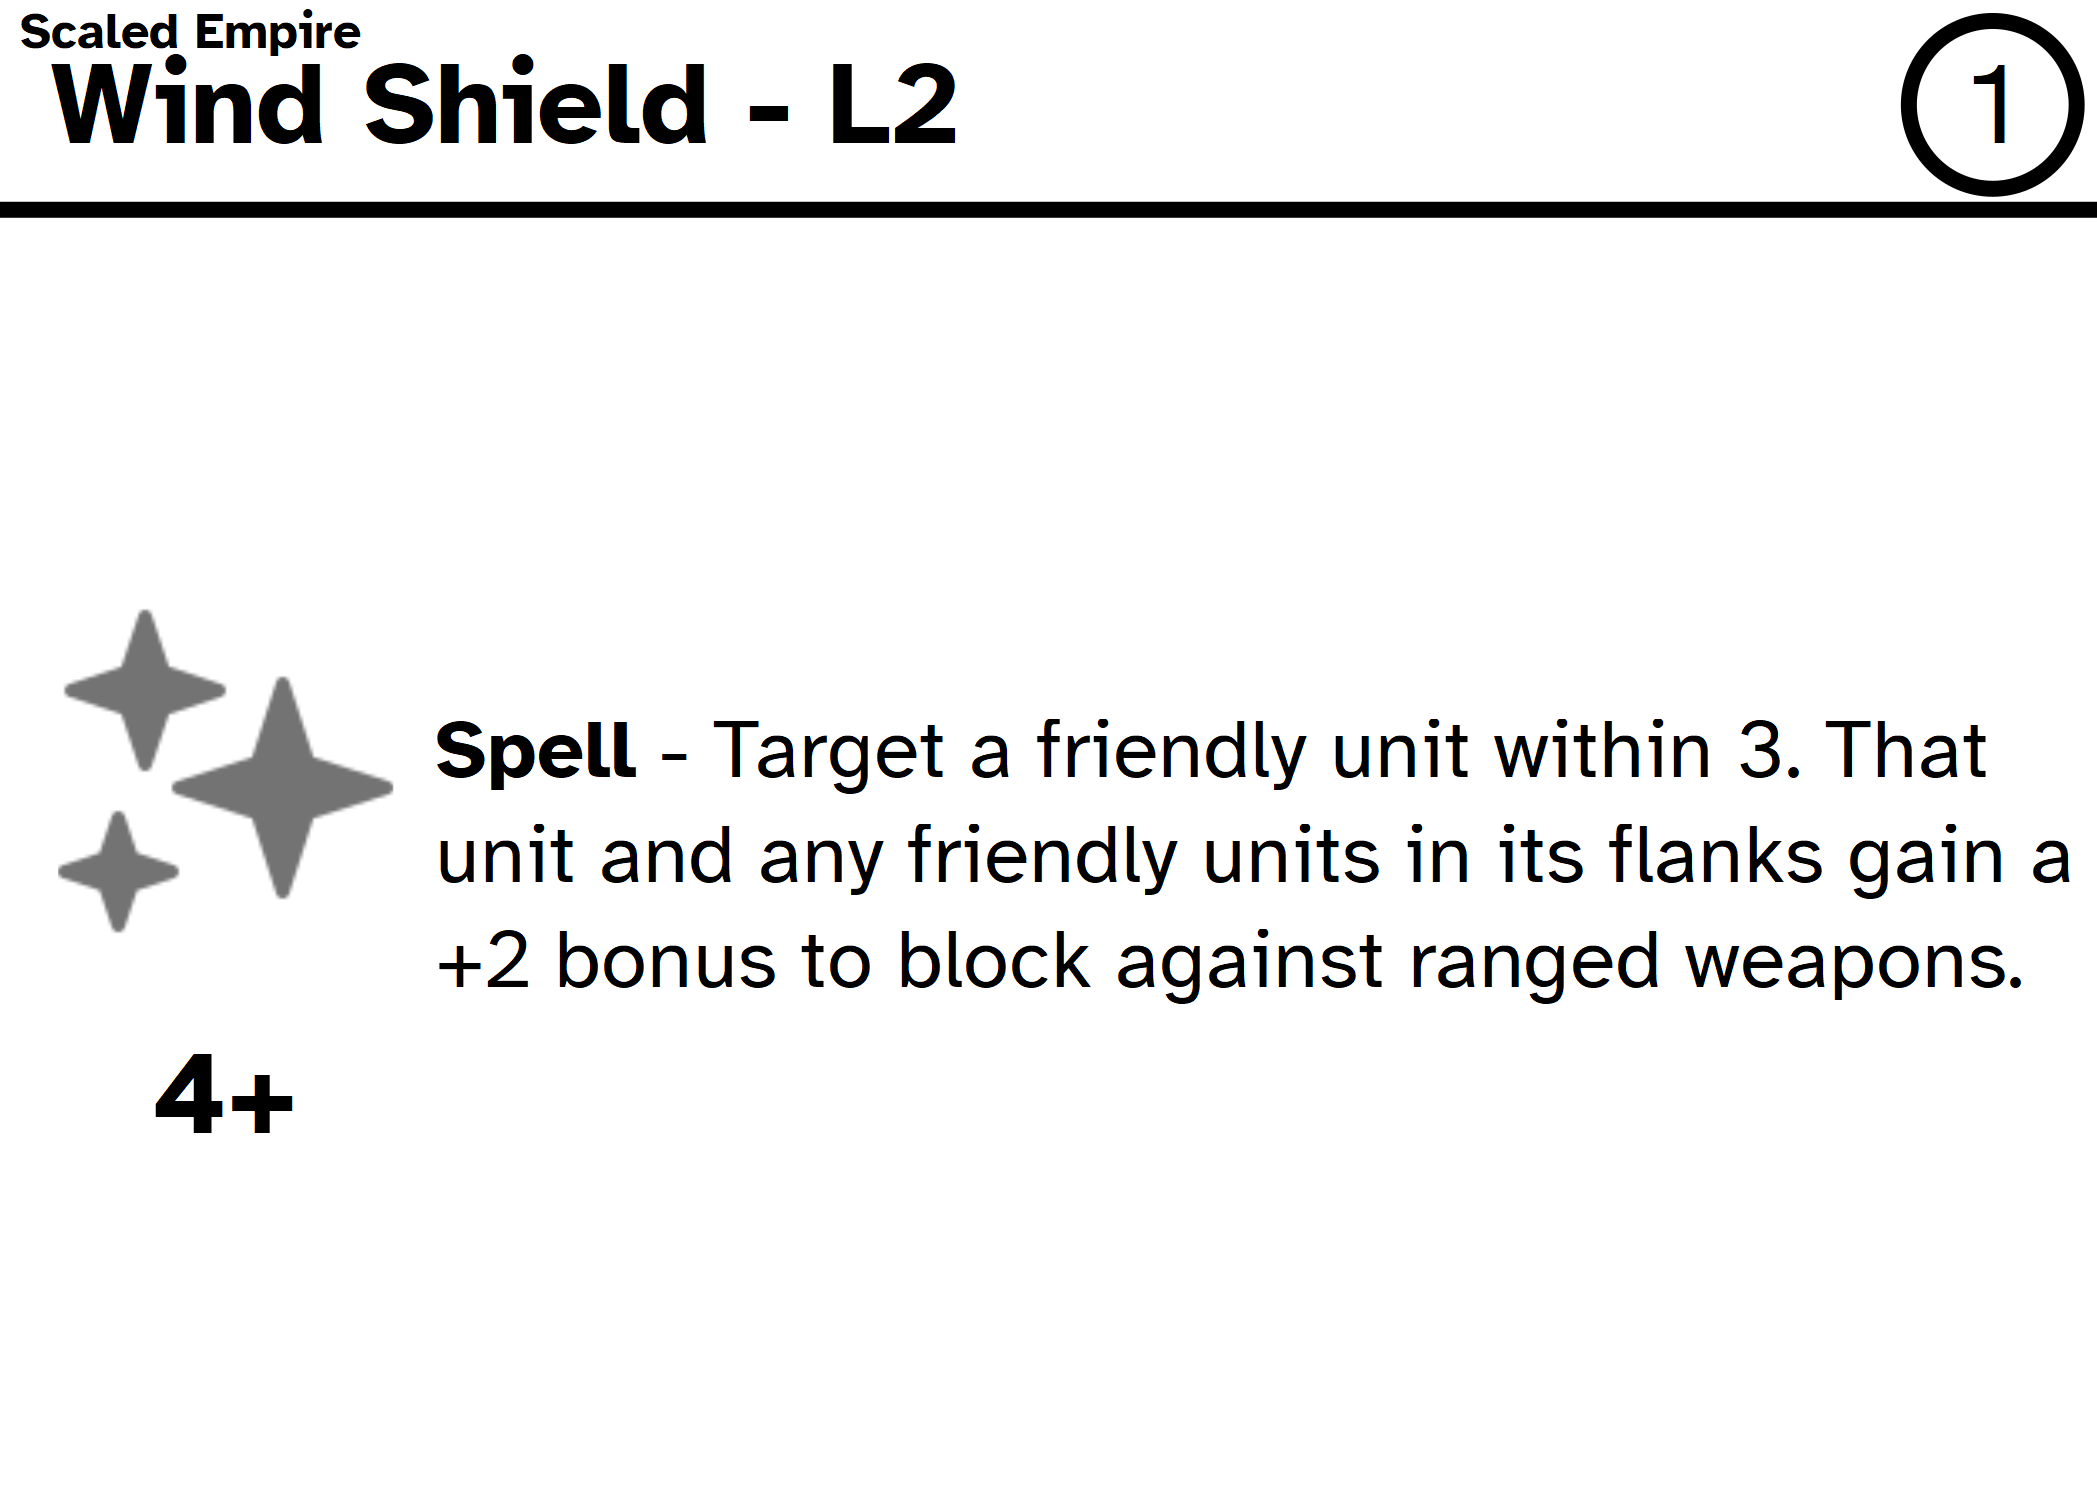 Scaled Empire
Wind Shield - L2
1
Spell - Target a friendly unit within 3. That
unit and any friendly units in its flanks gain a
+2 bonus to block against ranged weapons.
4+